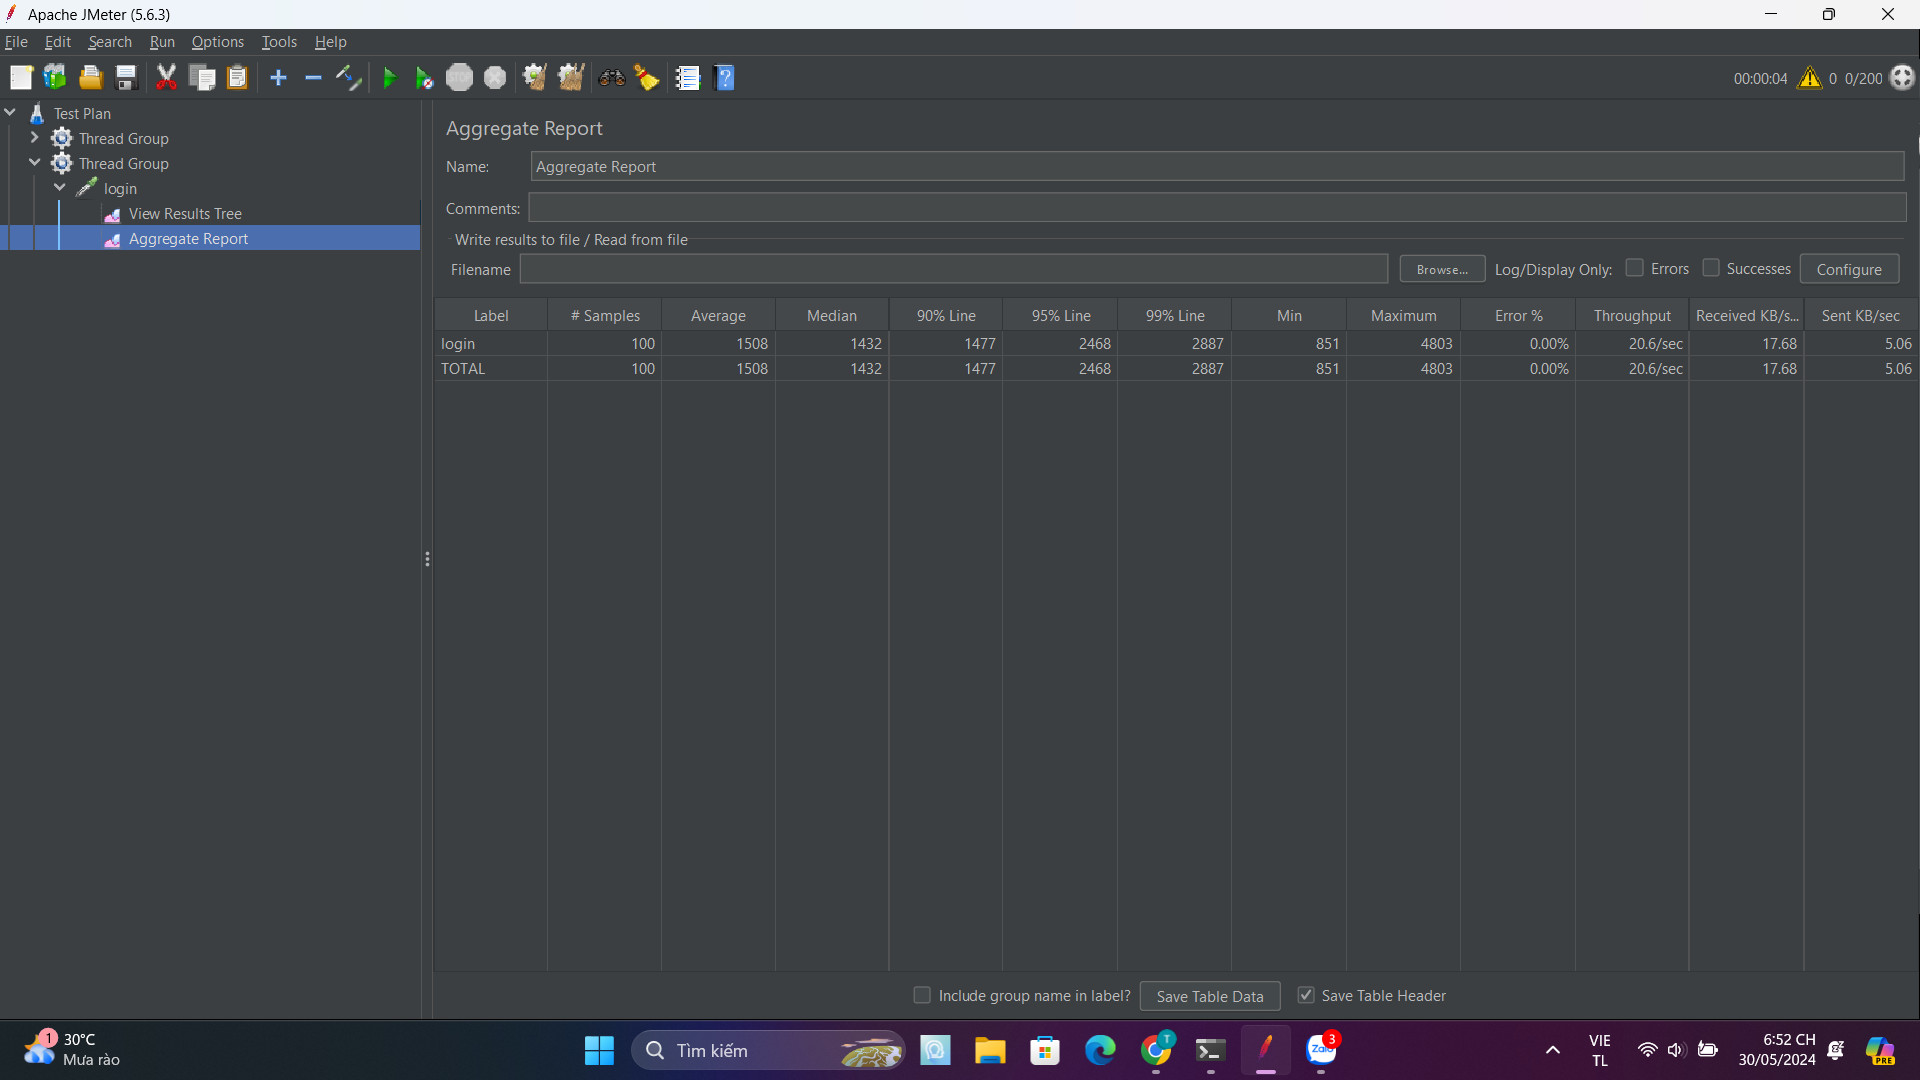 Apache JMeter (5.6.3)
File Edit Search Run Options Tools Help
STOP
00:00:04 0 0/200
Test Plan
Thread Group
Thread Group
login
View Results Tree
Aggregate Report
Aggregate Report
Name: Aggregate Report
Comments:
Write results to file / Read from file
Filename Browse... Log/Display Only: Errors Successes Configure
Label # Samples Average Median 90% Line 95% Line 99% Line Min Maximum Error % Throughput Received KB/s... Sent KB/sec
login 100 1508 1432 1477 2468 2887 851 4803 0.00% 20.6/sec 17.68 5.06
TOTAL 100 1508 1432 1477 2468 2887 851 4803 0.00% 20.6/sec 17.68 5.06
Include group name in label? Save Table Data Save Table Header
1 30°C
Mưa rào
Tìm kiếm
T
Zalo 3
VIE
TL
6:52 CH
30/05/2024
PRE